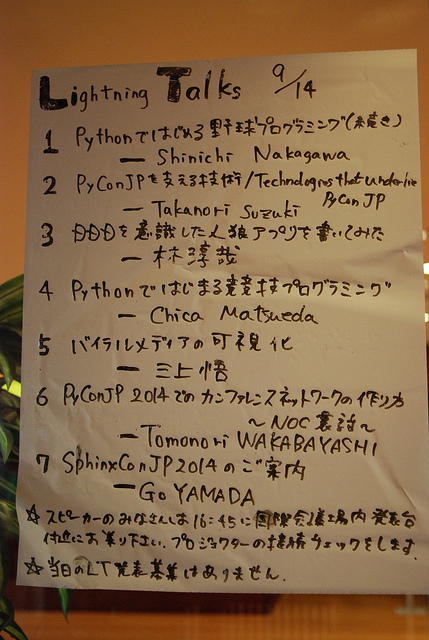 Lightning Talks 9/14
1 Pythonではじめる野球プログラミング(続き)
— Shinichi Nakagawa
2 PyConJPを支える技術/Technologies that underlie
PyCon JP
— Takanori Suzuki
3 DDDを意識した人狼アプリを書いてみた
— 林淳哉
4 Pythonではじまる競技プログラミング
— Chica Matsueda
5 バイラルメディアの可視化
— 三上悟
6 PyConJP 2014でのカンファレンスネットワークの作り方
〜NOC裏話〜
— Tomonori WAKABAYASHI
7 SphinxConJP2014のご案内
— Go YAMADA
☆ スピーカーのみなさんは16:45に国際会議場内 発表台
付近にお集り下さい. プロジェクターの接続チェックをします.
☆ 当日のLT発表募集はありません.